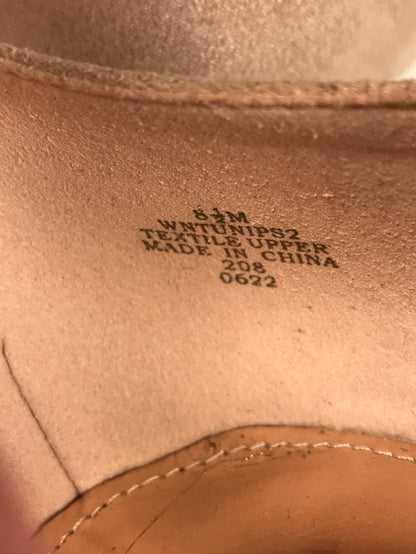 8½M
WNTUNIPS2
TEXTILE UPPER
MADE IN CHINA
208
0622